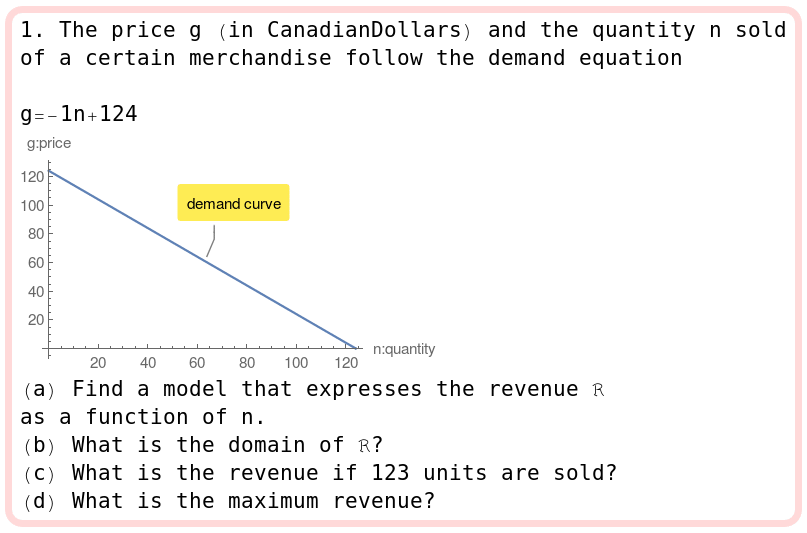 1. The price g (in CanadianDollars) and the quantity n sold
of a certain merchandise follow the demand equation
g=-1n+124
g:price
120
100
80
60
40
20
demand curve
20 40 60 80 100 120
n:quantity
(a) Find a model that expresses the revenue ℛ
as a function of n.
(b) What is the domain of ℛ?
(c) What is the revenue if 123 units are sold?
(d) What is the maximum revenue?